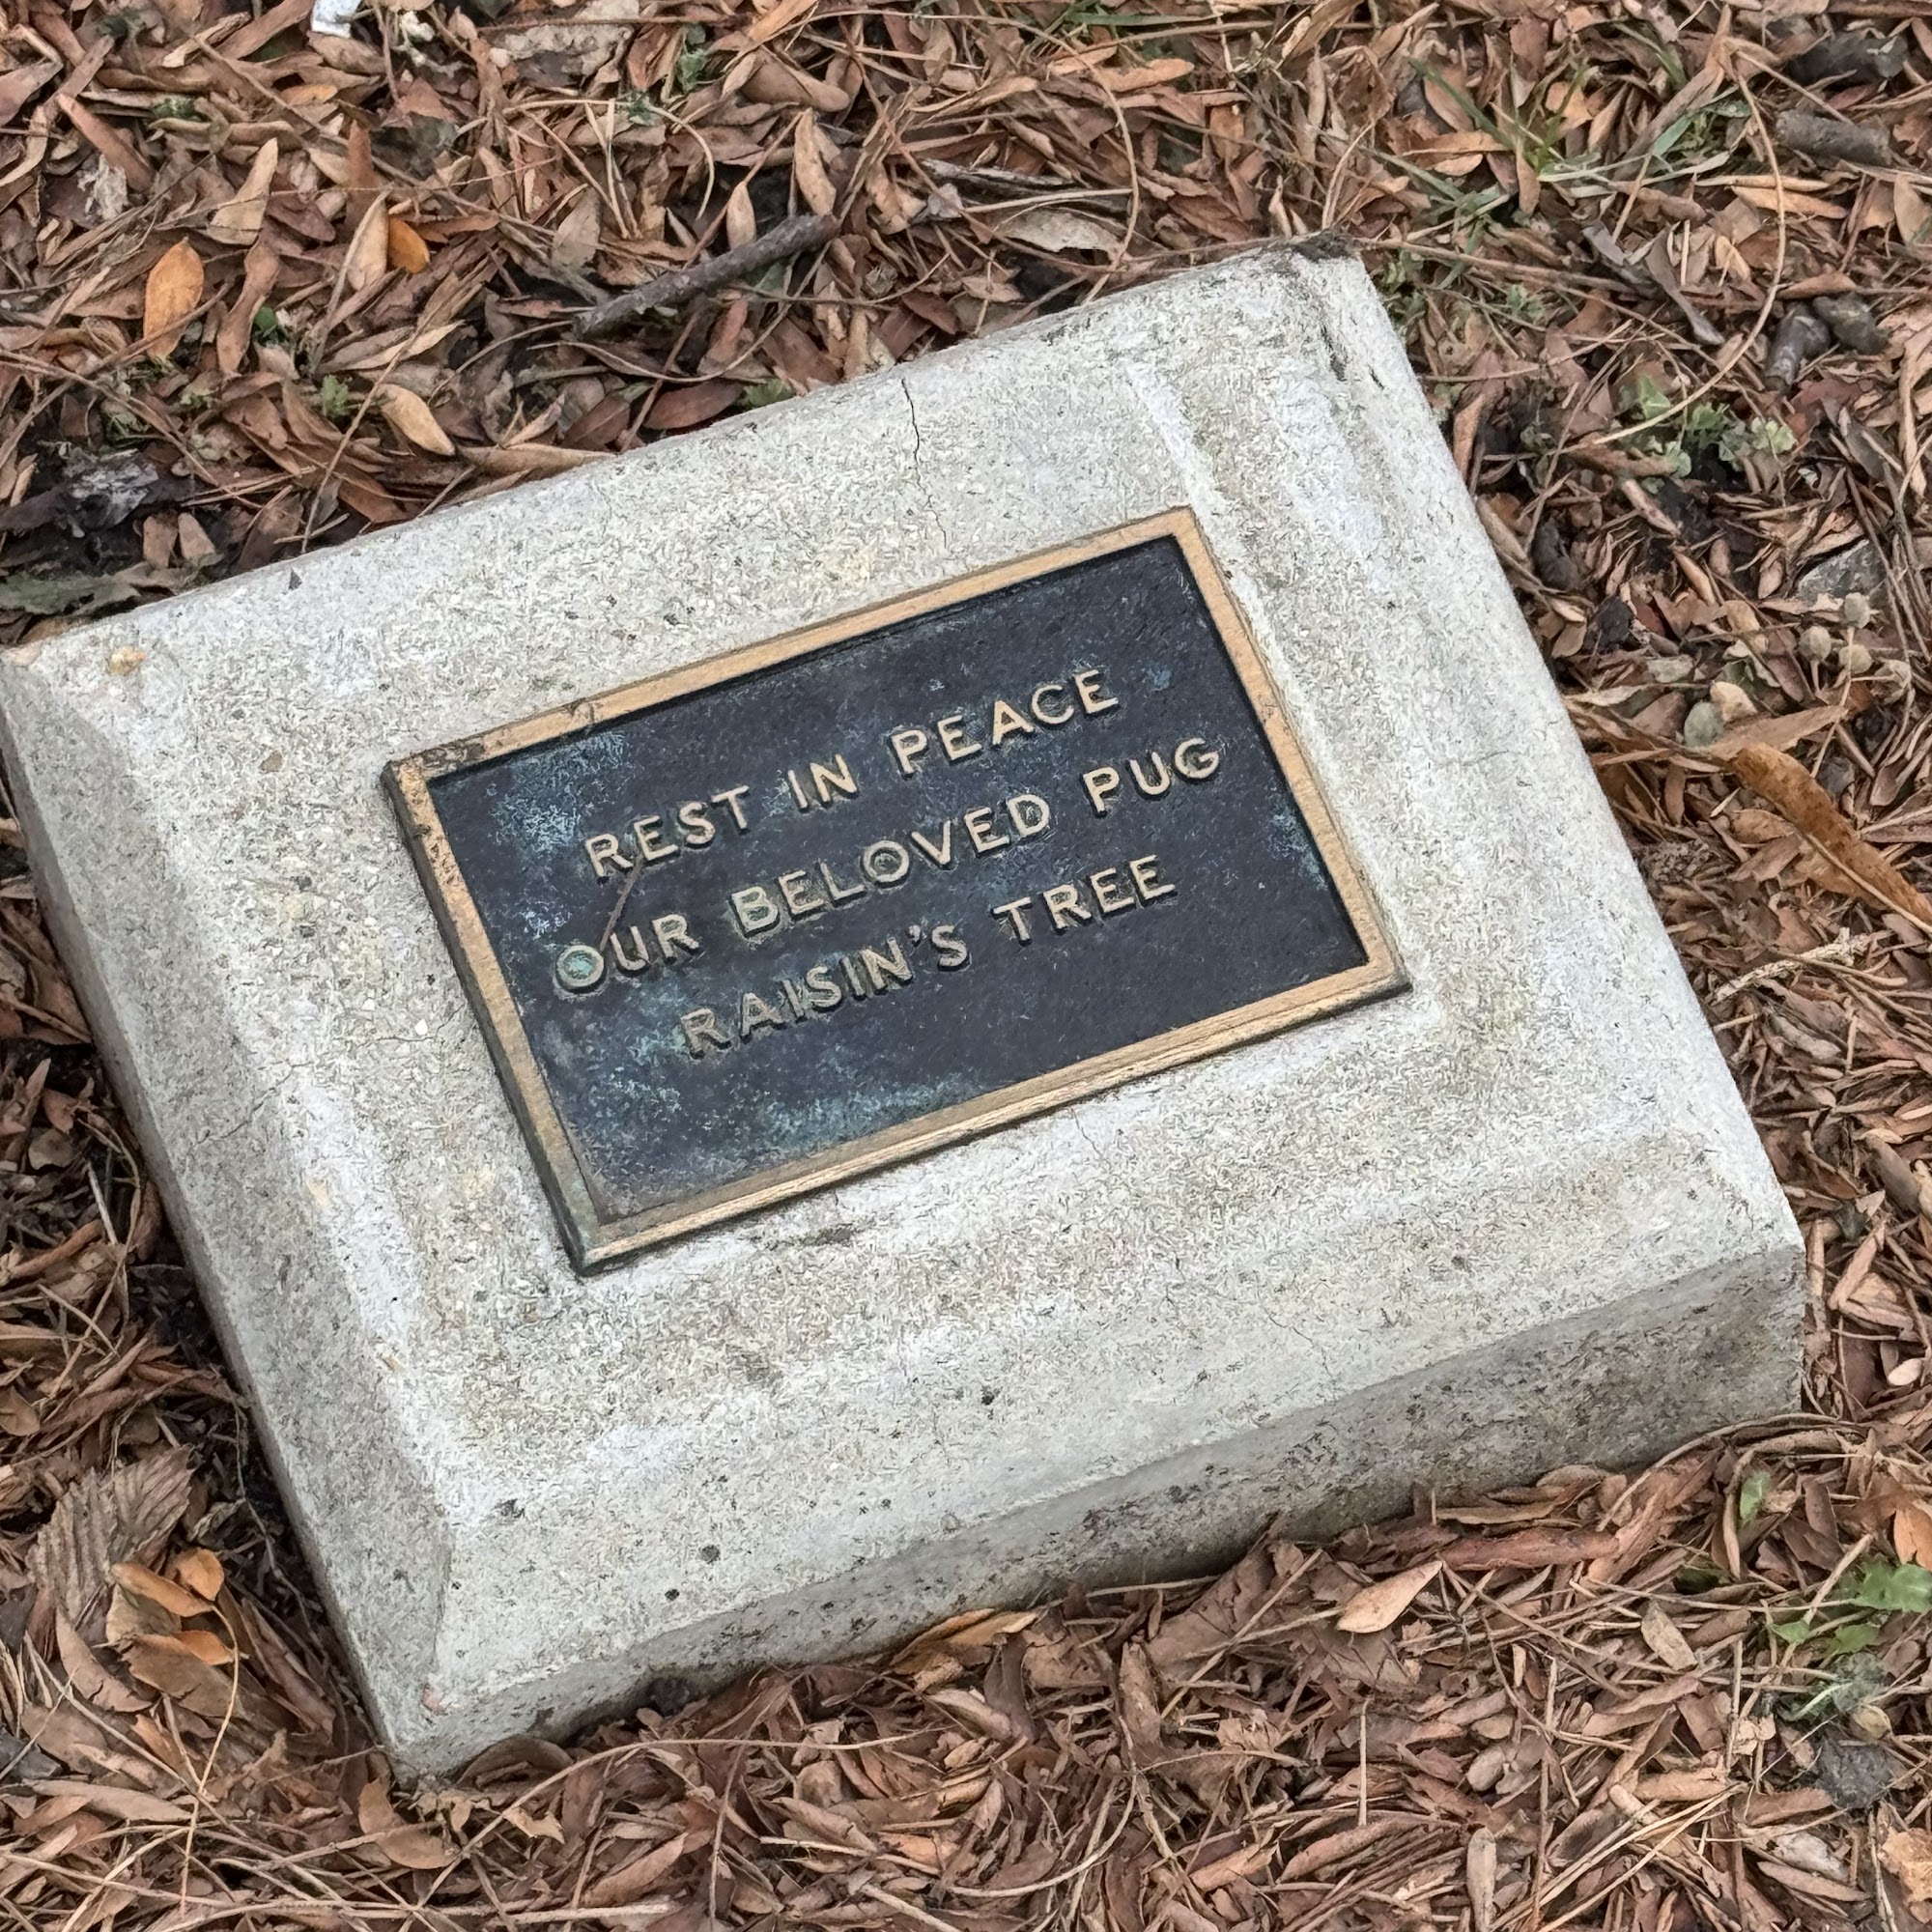 REST IN PEACE
OUR BELOVED PUG
RAISIN'S TREE